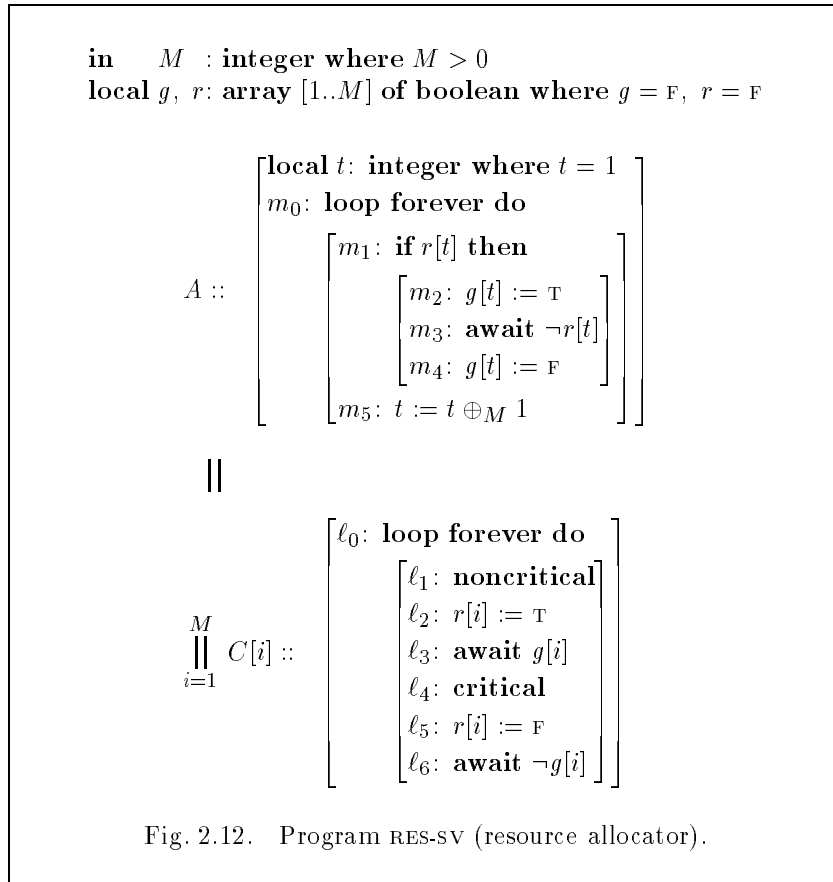 in M : integer where M > 0
local g, r: array [1..M] of boolean where g = F, r = F
local t: integer where t = 1
m₀: loop forever do
m₁: if r[t] then
A :: m₂: g[t] := T
m₃: await ¬r[t]
m₄: g[t] := F
m₅: t := t ⊕_M 1
||
ℓ₀: loop forever do
ℓ₁: noncritical
ℓ₂: r[i] := T
M
|| C[i] :: ℓ₃: await g[i]
i=1
ℓ₄: critical
ℓ₅: r[i] := F
ℓ₆: await ¬g[i]
Fig. 2.12. Program RES-SV (resource allocator).